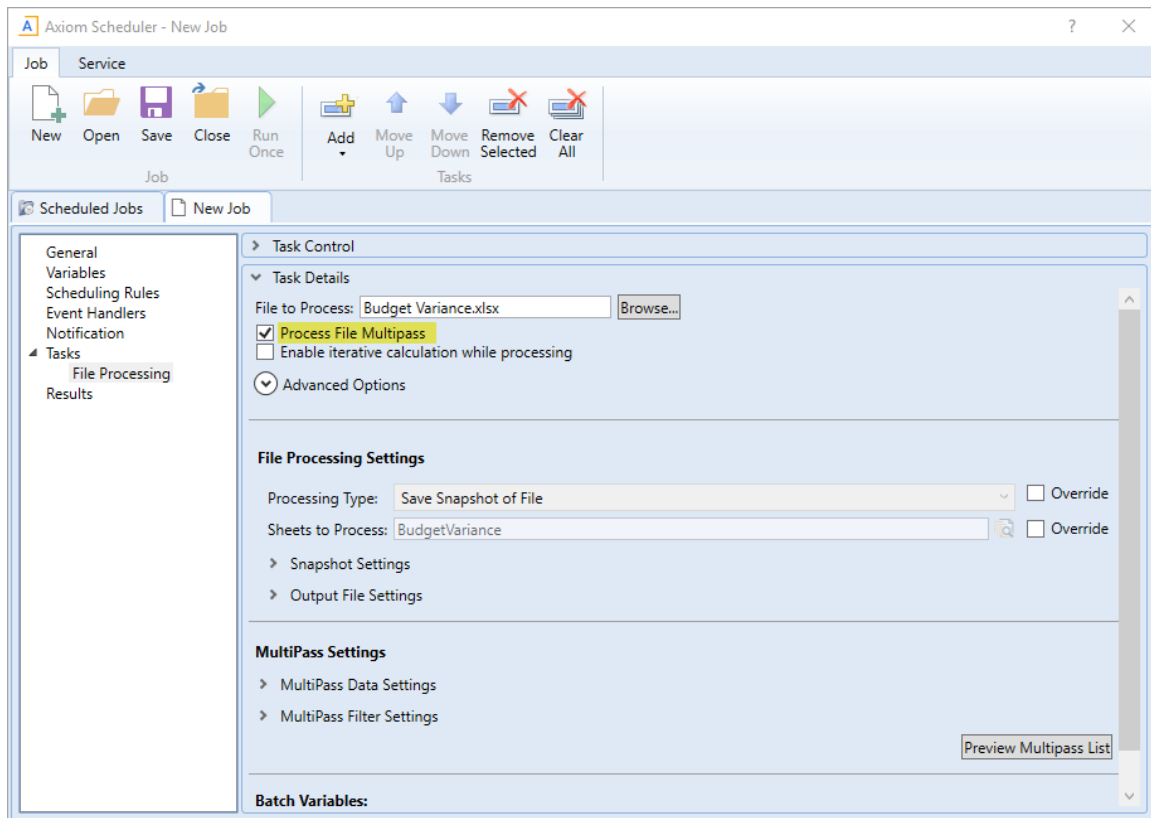 A Axiom Scheduler - New Job ?
Job Service
New Open Save Close Run Once Add Move Up Move Down Remove Selected Clear All
Job Tasks
Scheduled Jobs New Job
General
Variables
Scheduling Rules
Event Handlers
Notification
Tasks
File Processing
Results
Task Control
Task Details
File to Process: Budget Variance.xlsx Browse...
Process File Multipass
Enable iterative calculation while processing
Advanced Options
File Processing Settings
Processing Type: Save Snapshot of File Override
Sheets to Process: BudgetVariance Override
Snapshot Settings
Output File Settings
MultiPass Settings
MultiPass Data Settings
MultiPass Filter Settings
Preview Multipass List
Batch Variables: